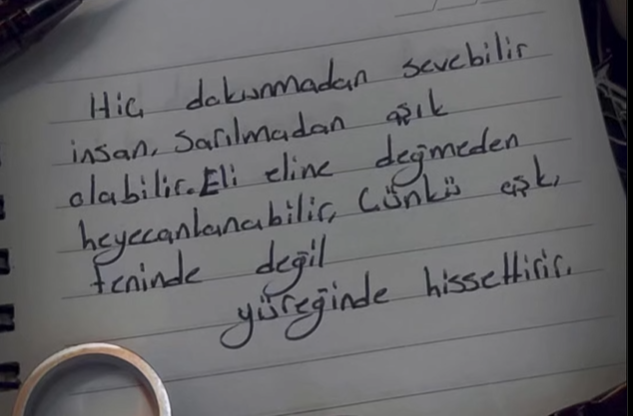 Hiç dokunmadan sevebilir
insan, sarılmadan aşık
olabilir. Eli eline değmeden
heyecanlanabilir, Çünkü aşk,
teninde değil
yüreğinde hissettirir.